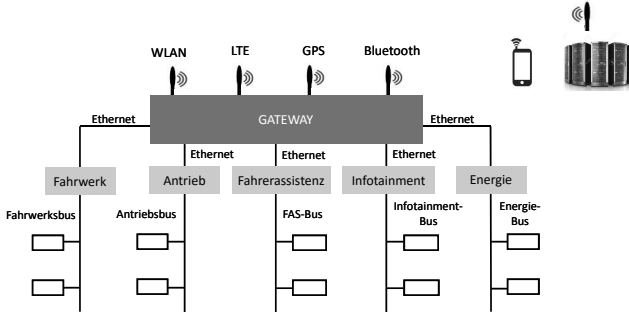 WLAN LTE GPS Bluetooth
Ethernet GATEWAY Ethernet
Ethernet Ethernet Ethernet
Fahrwerk Antrieb Fahrerassistenz Infotainment Energie
Fahrwerksbus Antriebsbus FAS-Bus Infotainment-Bus Energie-Bus